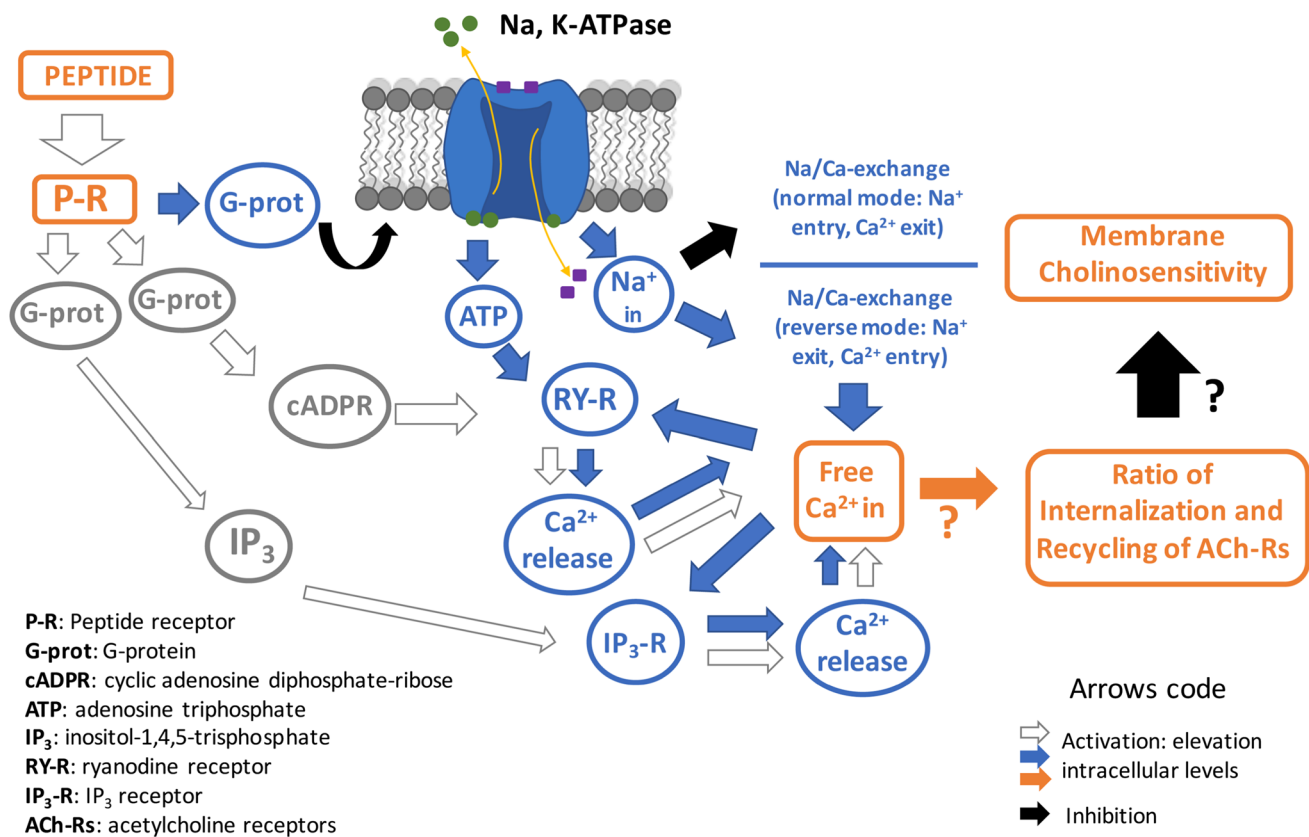 Na, K-ATPase
PEPTIDE
P-R
G-prot
G-prot
G-prot
Na/Ca-exchange
(normal mode: Na⁺
entry, Ca²⁺ exit)
Membrane
Cholinosensitivity
Na⁺
in
ATP
Na/Ca-exchange
(reverse mode: Na⁺
exit, Ca²⁺ entry)
cADPR
RY-R
?
Free
Ca²⁺ in
?
Ratio of
Internalization and
Recycling of ACh-Rs
Ca²⁺
release
IP₃
IP₃-R
Ca²⁺
release
P-R: Peptide receptor
G-prot: G-protein
cADPR: cyclic adenosine diphosphate-ribose
ATP: adenosine triphosphate
IP₃: inositol-1,4,5-trisphosphate
RY-R: ryanodine receptor
IP₃-R: IP₃ receptor
ACh-Rs: acetylcholine receptors
Arrows code
Activation: elevation
intracellular levels
Inhibition